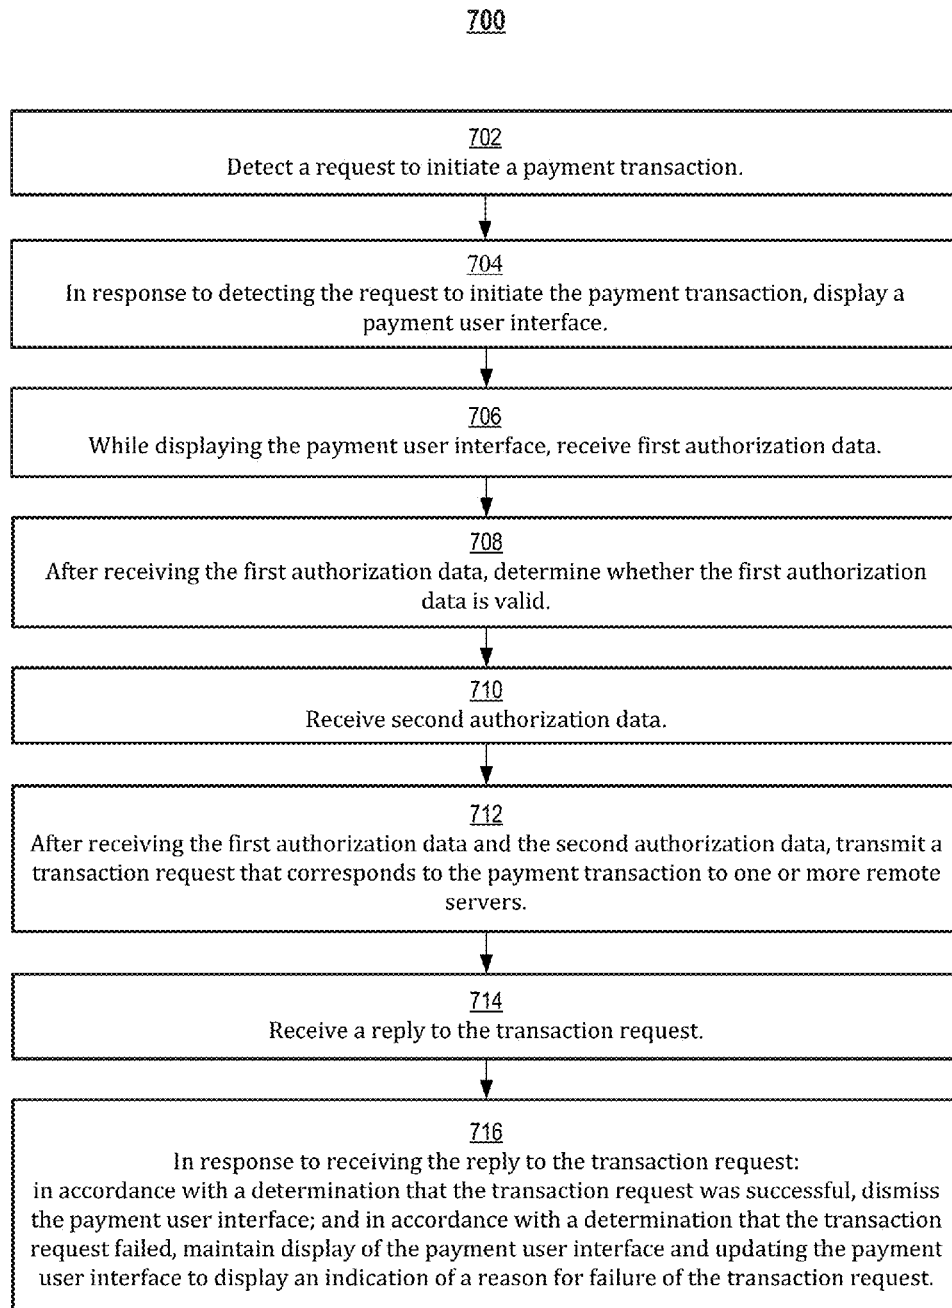 700
702
Detect a request to initiate a payment transaction.
704
In response to detecting the request to initiate the payment transaction, display a
payment user interface.
706
While displaying the payment user interface, receive first authorization data.
708
After receiving the first authorization data, determine whether the first authorization
data is valid.
710
Receive second authorization data.
712
After receiving the first authorization data and the second authorization data, transmit a
transaction request that corresponds to the payment transaction to one or more remote
servers.
714
Receive a reply to the transaction request.
716
In response to receiving the reply to the transaction request:
in accordance with a determination that the transaction request was successful, dismiss
the payment user interface; and in accordance with a determination that the transaction
request failed, maintain display of the payment user interface and updating the payment
user interface to display an indication of a reason for failure of the transaction request.